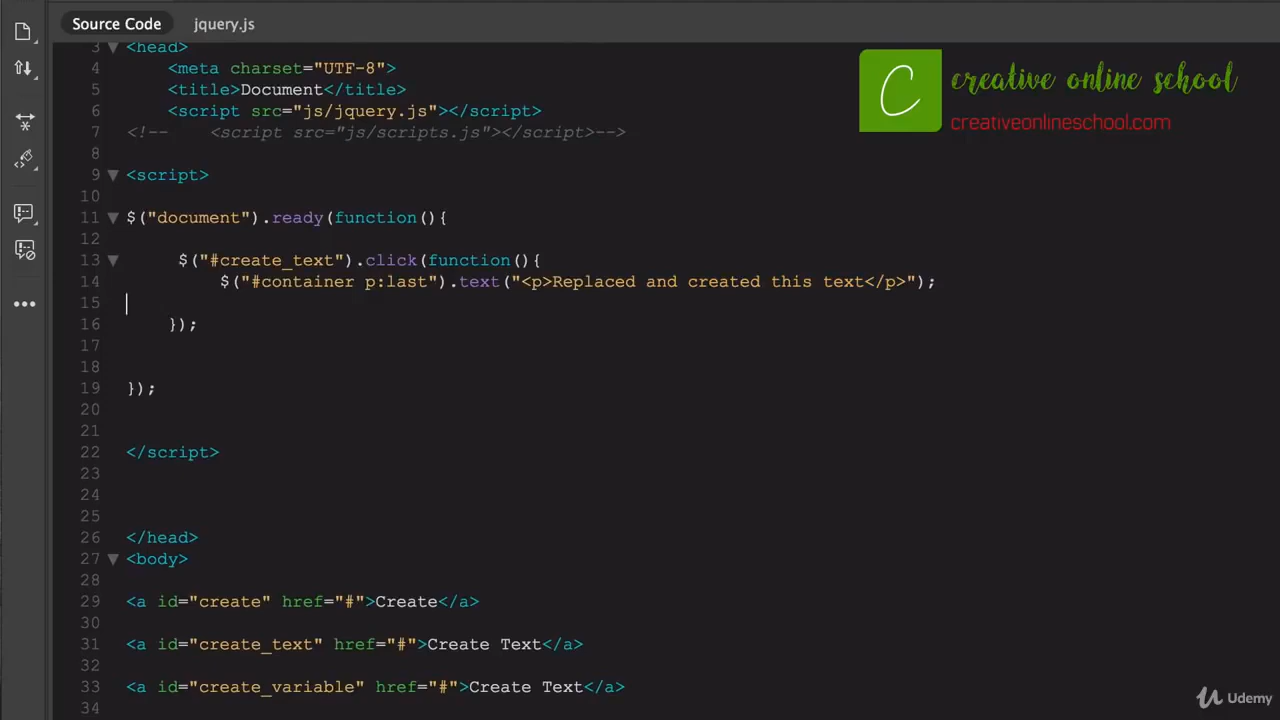 Source Code
jquery.js
3 <head>
4 <meta charset="UTF-8">
5 <title>Document</title>
6 <script src="js/jquery.js"></script>
7 <!-- <script src="js/scripts.js"></script>-->
8
9 <script>
10
11 $("document").ready(function(){
12
13 $("#create_text").click(function(){
14 $("#container p:last").text("<p>Replaced and created this text</p>");
15
16 });
17
18
19 });
20
21
22 </script>
23
24
25
26 </head>
27 <body>
28
29 <a id="create" href="#">Create</a>
30
31 <a id="create_text" href="#">Create Text</a>
32
33 <a id="create_variable" href="#">Create Text</a>
34
C
creative online school
creativeonlineschool.com
Udemy